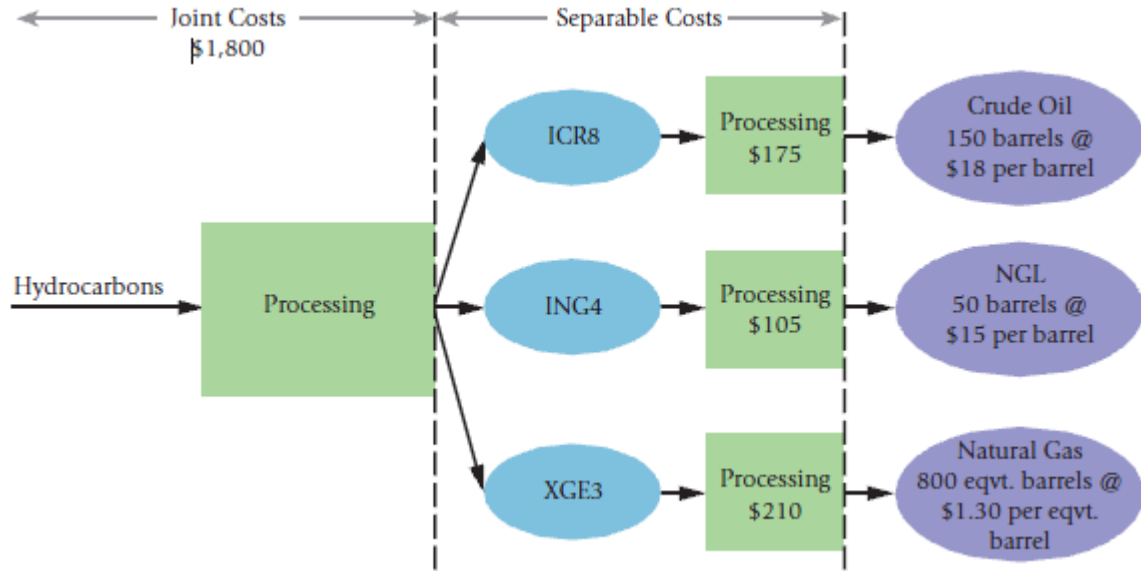 Joint Costs
$1,800
Separable Costs
Hydrocarbons
Processing
ICR8
Processing
$175
Crude Oil
150 barrels @
$18 per barrel
ING4
Processing
$105
NGL
50 barrels @
$15 per barrel
XGE3
Processing
$210
Natural Gas
800 eqvt. barrels @
$1.30 per eqvt.
barrel